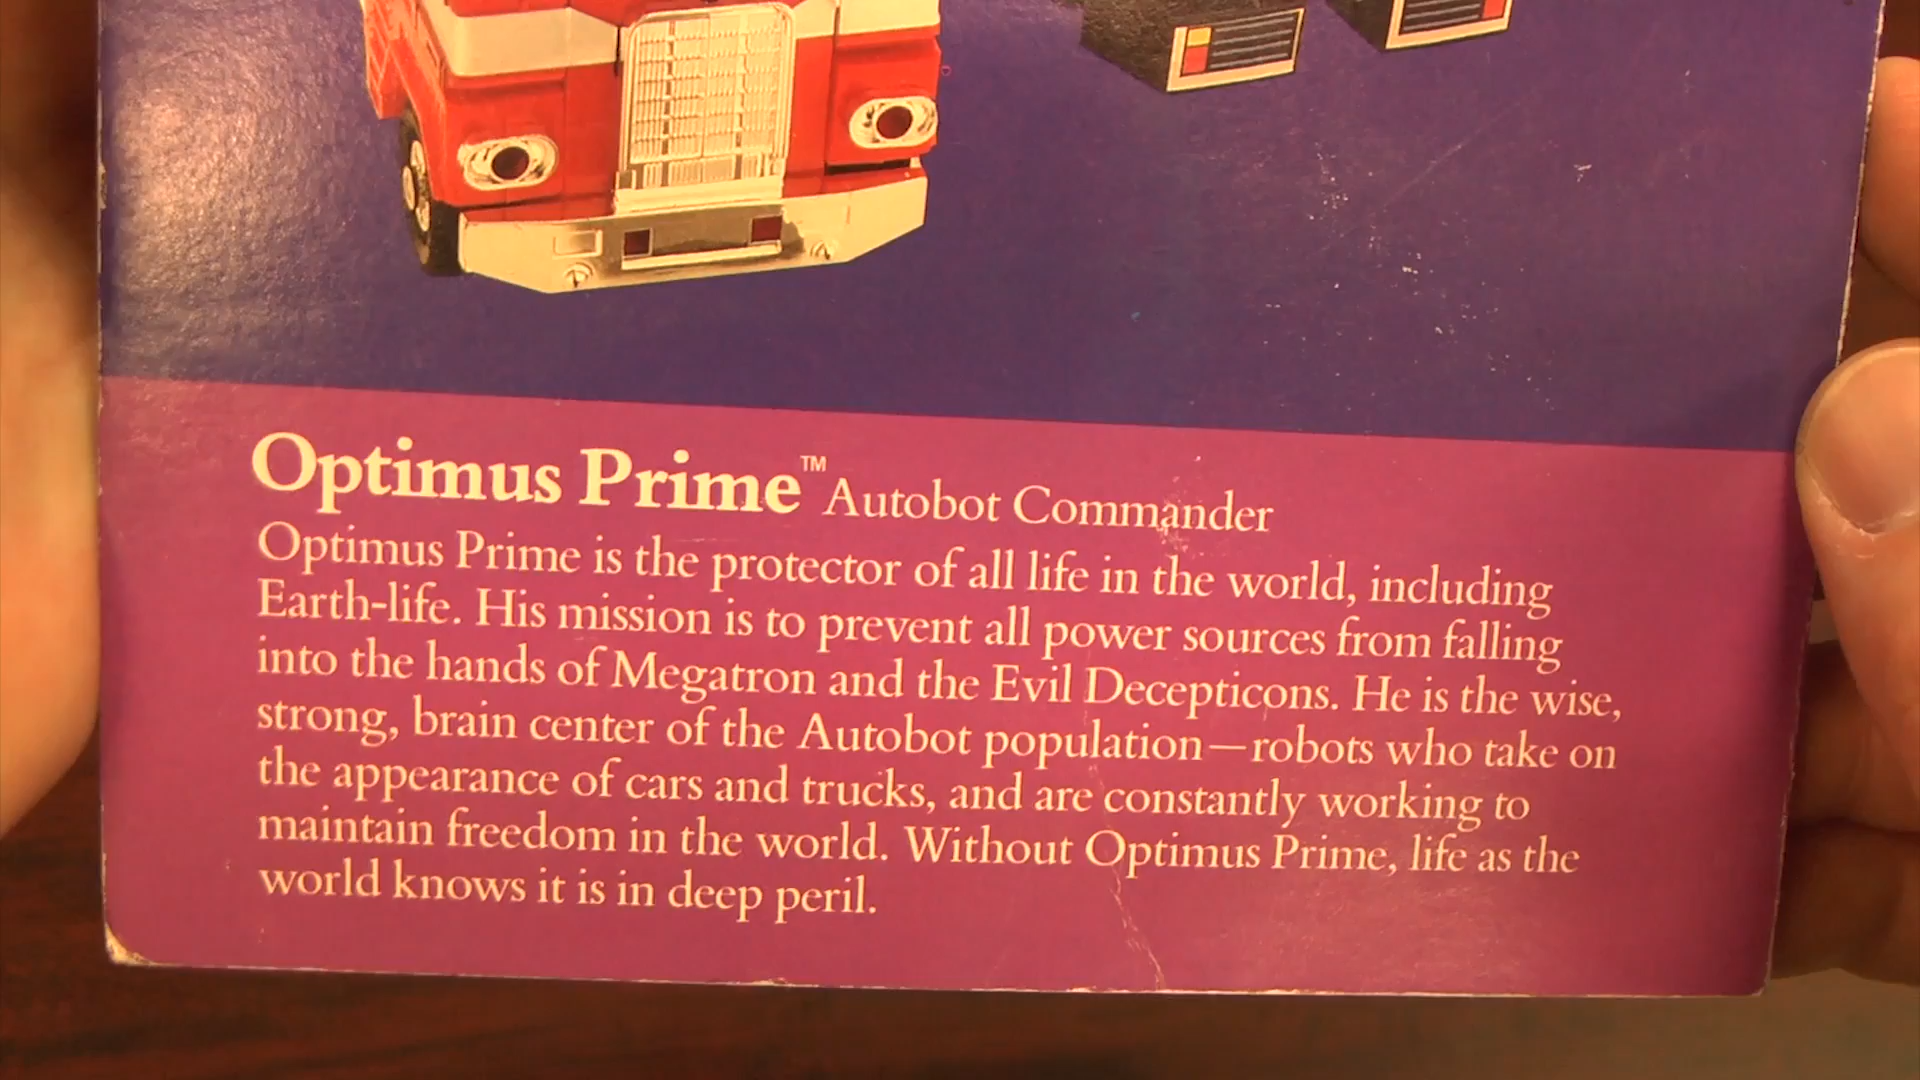 Optimus Prime™ Autobot Commander
Optimus Prime is the protector of all life in the world, including
Earth-life. His mission is to prevent all power sources from falling
into the hands of Megatron and the Evil Decepticons. He is the wise,
strong, brain center of the Autobot population—robots who take on
the appearance of cars and trucks, and are constantly working to
maintain freedom in the world. Without Optimus Prime, life as the
world knows it is in deep peril.